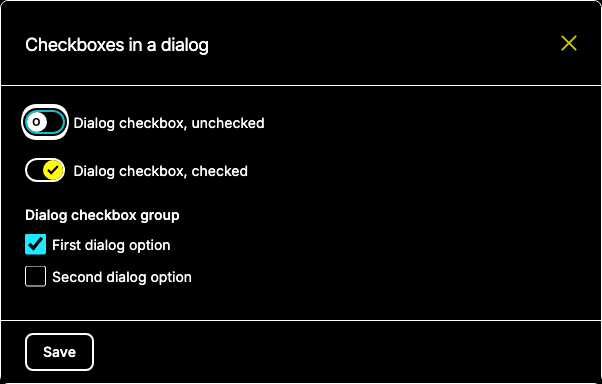 Checkboxes in a dialog
Dialog checkbox, unchecked
Dialog checkbox, checked
Dialog checkbox group
First dialog option
Second dialog option
Save